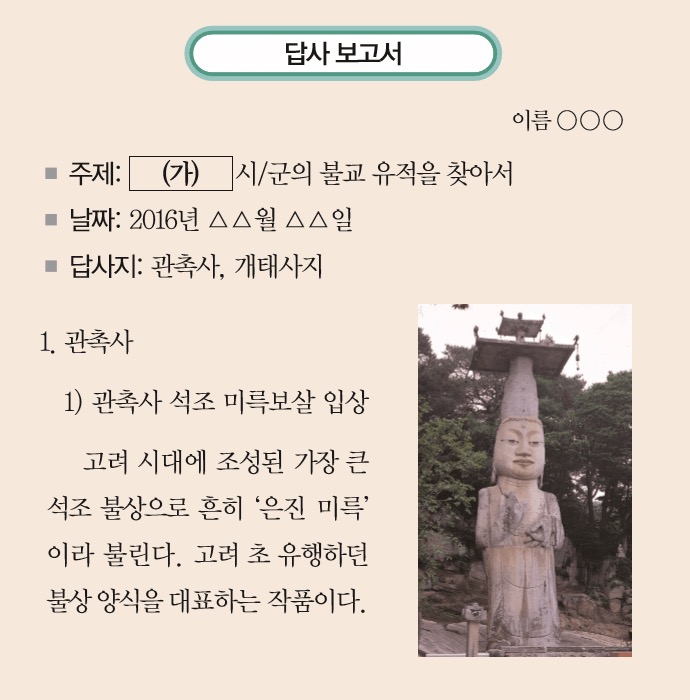 답사 보고서
이름 ○○○
■ 주제: (가) 시/군의 불교 유적을 찾아서
■ 날짜: 2016년 △△월 △△일
■ 답사지: 관촉사, 개태사지
1. 관촉사
1) 관촉사 석조 미륵보살 입상
고려 시대에 조성된 가장 큰
석조 불상으로 흔히 ‘은진 미륵’
이라 불린다. 고려 초 유행하던
불상 양식을 대표하는 작품이다.